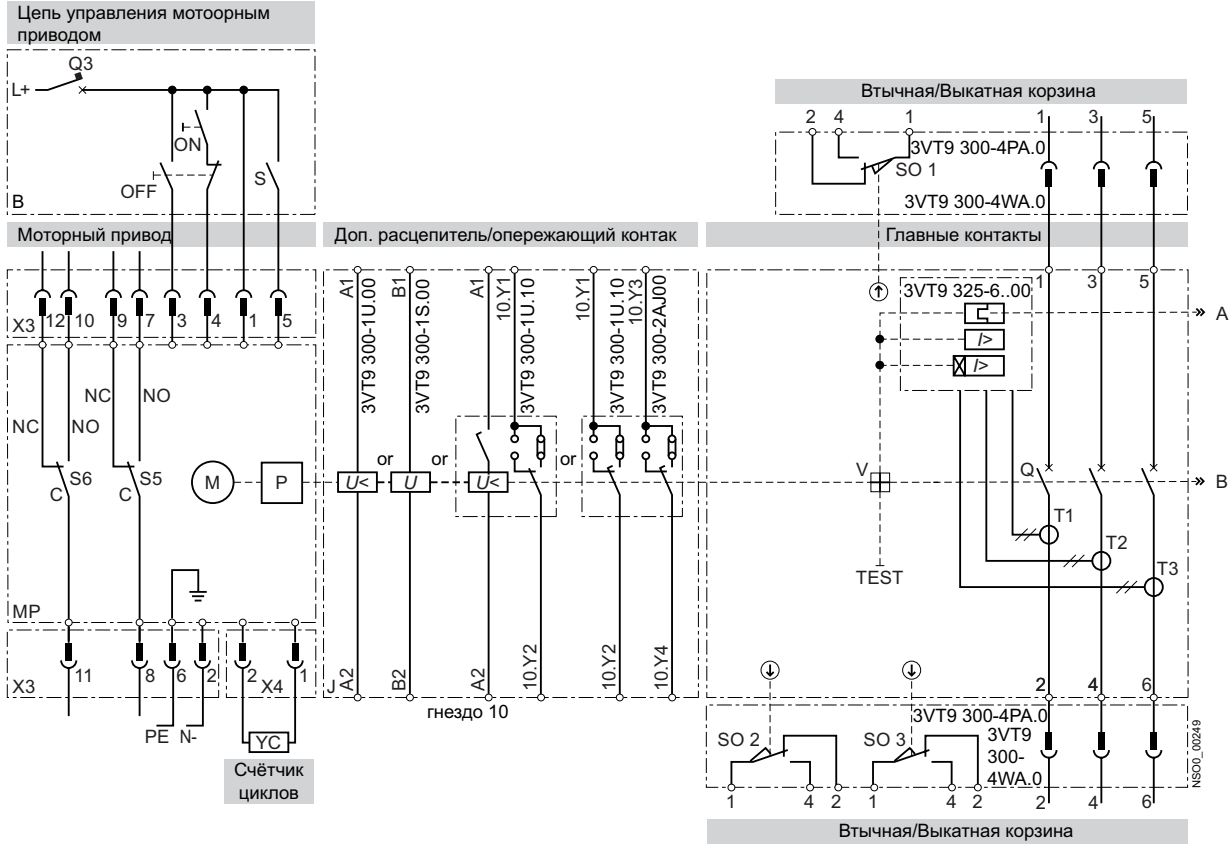 Цепь управления мотоорным
приводом
Q3
L+
ON
OFF
S
B
Втычная/Выкатная корзина
2 4 1 1 3 5
3VT9 300-4PA.0
SO 1
3VT9 300-4WA.0
Моторный привод
Доп. расцепитель/опережающий контак
Главные контакты
X3
12 10 9 7 3 4 1 5
NC NO
NC NO
S6
C
S5
C
M
P
MP
X3
11 8 6 2
2 X4 1
PE N-
YC
Счётчик
циклов
A1
3VT9 300-1U.00
B1
3VT9 300-1S.00
A1
10.Y1
3VT9 300-1U.10
10.Y1
3VT9 300-1U.10
10.Y3
3VT9 300-2AJ00
U< or U or U< or
J
A2
B2
A2
10.Y2
10.Y2
10.Y4
гнездо 10
3VT9 325-6..00
1 3 5
I>
I>
A
V
Q
B
T1
T2
T3
TEST
2 4 6
3VT9 300-4PA.0
3VT9
300-
4WA.0
SO 2
SO 3
1 4 2 1 4 2 2 4 6
NSO0_00249
Втычная/Выкатная корзина